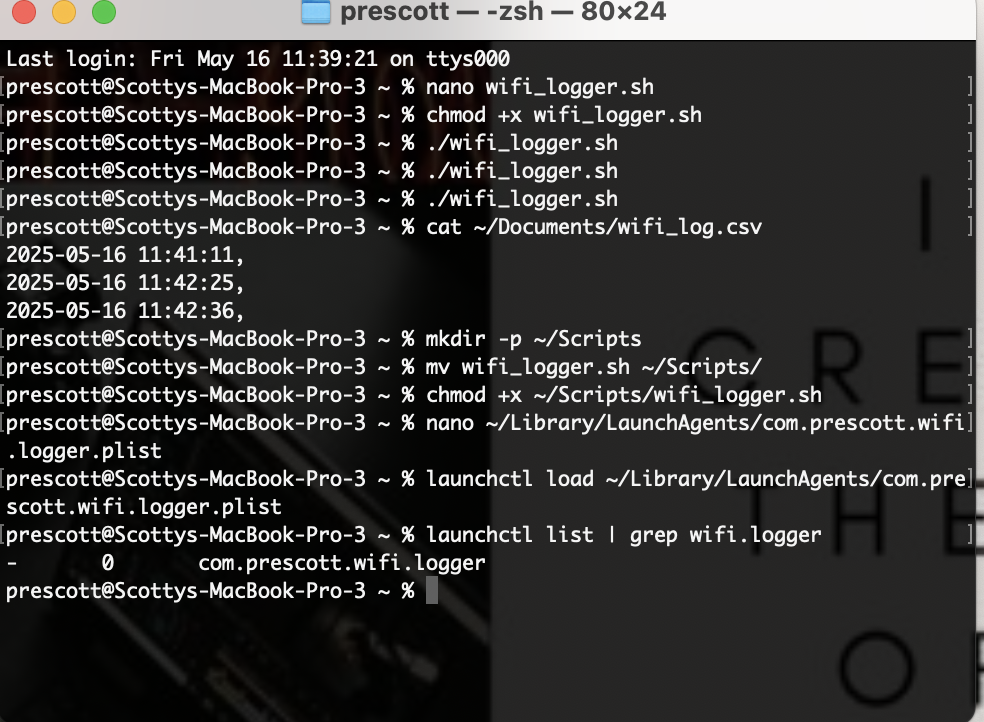 prescott — -zsh — 80×24
Last login: Fri May 16 11:39:21 on ttys000
[prescott@Scottys-MacBook-Pro-3 ~ % nano wifi_logger.sh ]
[prescott@Scottys-MacBook-Pro-3 ~ % chmod +x wifi_logger.sh ]
[prescott@Scottys-MacBook-Pro-3 ~ % ./wifi_logger.sh ]
[prescott@Scottys-MacBook-Pro-3 ~ % ./wifi_logger.sh ]
[prescott@Scottys-MacBook-Pro-3 ~ % ./wifi_logger.sh ]
[prescott@Scottys-MacBook-Pro-3 ~ % cat ~/Documents/wifi_log.csv ]
2025-05-16 11:41:11,
2025-05-16 11:42:25,
2025-05-16 11:42:36,
[prescott@Scottys-MacBook-Pro-3 ~ % mkdir -p ~/Scripts ]
[prescott@Scottys-MacBook-Pro-3 ~ % mv wifi_logger.sh ~/Scripts/ ]
[prescott@Scottys-MacBook-Pro-3 ~ % chmod +x ~/Scripts/wifi_logger.sh ]
[prescott@Scottys-MacBook-Pro-3 ~ % nano ~/Library/LaunchAgents/com.prescott.wifi]
.logger.plist
[prescott@Scottys-MacBook-Pro-3 ~ % launchctl load ~/Library/LaunchAgents/com.pre]
scott.wifi.logger.plist
[prescott@Scottys-MacBook-Pro-3 ~ % launchctl list | grep wifi.logger ]
- 0 com.prescott.wifi.logger
prescott@Scottys-MacBook-Pro-3 ~ %